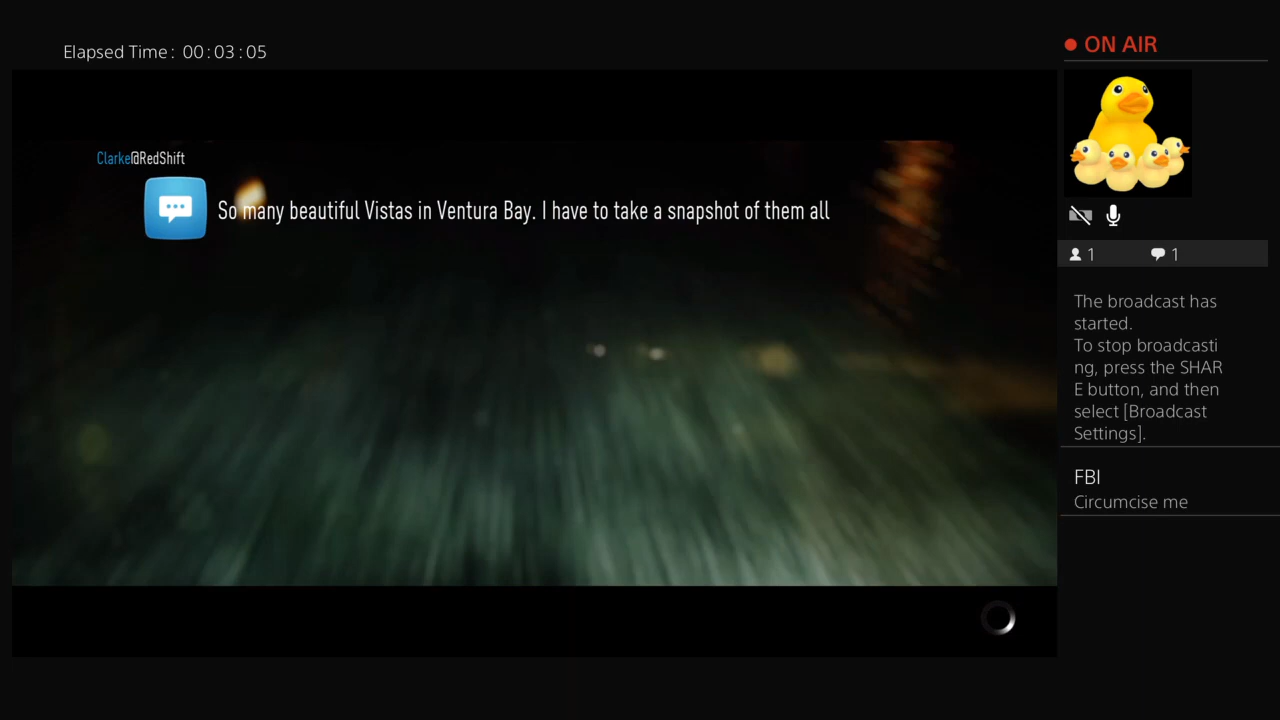 Elapsed Time: 00:03:05
ON AIR
Clarke@RedShift
So many beautiful Vistas in Ventura Bay. I have to take a snapshot of them all
1 1
The broadcast has
started.
To stop broadcasti
ng, press the SHAR
E button, and then
select [Broadcast
Settings].
FBI
Circumcise me